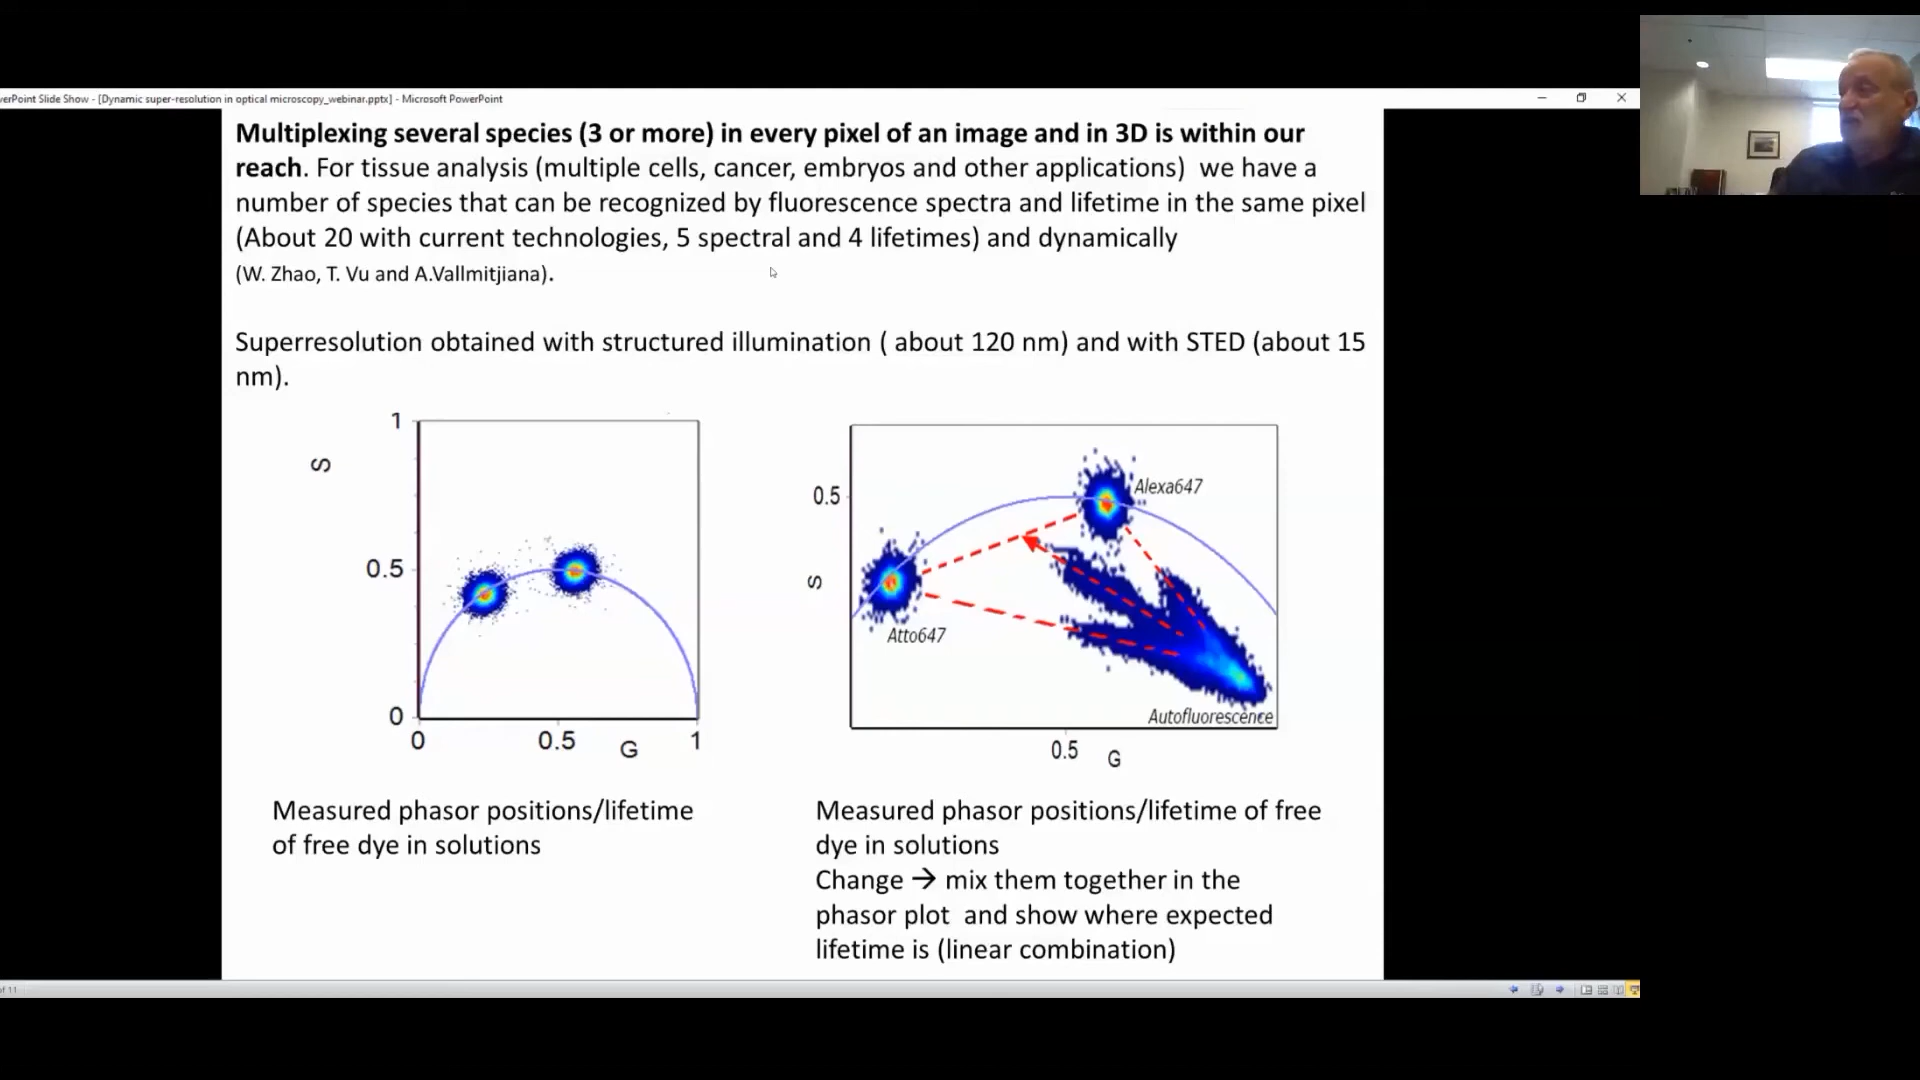 verPoint Slide Show - [Dynamic super-resolution in optical microscopy_webinar.pptx] - Microsoft PowerPoint
Multiplexing several species (3 or more) in every pixel of an image and in 3D is within our
reach. For tissue analysis (multiple cells, cancer, embryos and other applications)  we have a
number of species that can be recognized by fluorescence spectra and lifetime in the same pixel
(About 20 with current technologies, 5 spectral and 4 lifetimes) and dynamically
(W. Zhao, T. Vu and A.Vallmitjiana).
Superresolution obtained with structured illumination ( about 120 nm) and with STED (about 15
nm).
1
S
0.5
0
0
0.5
G
1
0.5
S
Alexa647
Atto647
Autofluorescence
0.5
G
Measured phasor positions/lifetime
of free dye in solutions
Measured phasor positions/lifetime of free
dye in solutions
Change → mix them together in the
phasor plot  and show where expected
lifetime is (linear combination)
of 11